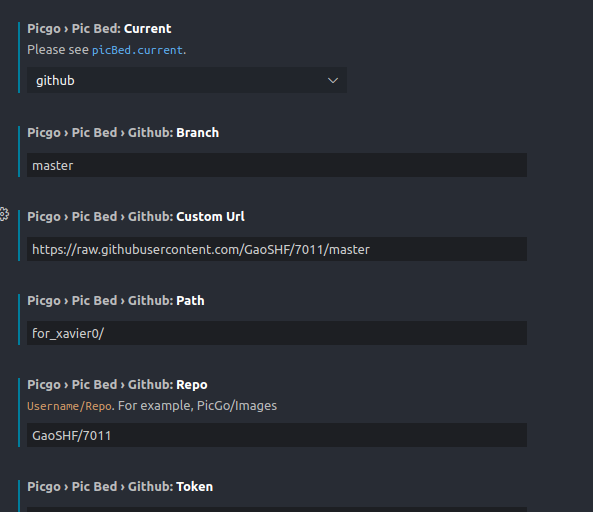 Picgo › Pic Bed: Current
Please see picBed.current.
github
Picgo › Pic Bed › Github: Branch
master
Picgo › Pic Bed › Github: Custom Url
https://raw.githubusercontent.com/GaoSHF/7011/master
Picgo › Pic Bed › Github: Path
for_xavier0/
Picgo › Pic Bed › Github: Repo
Username/Repo. For example, PicGo/Images
GaoSHF/7011
Picgo › Pic Bed › Github: Token